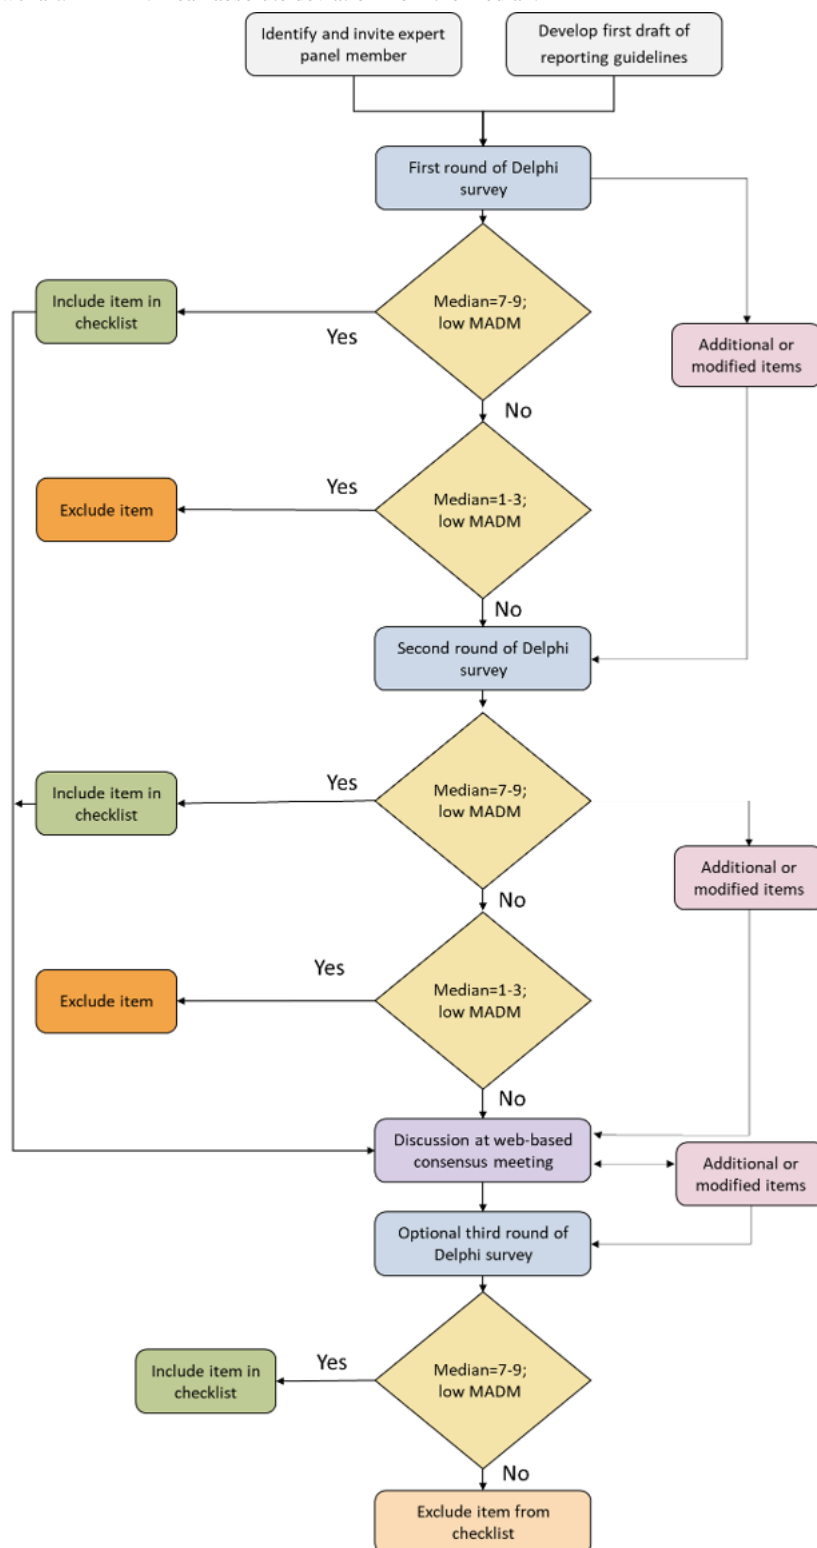 Identify and invite expert
panel member
Develop first draft of
reporting guidelines
First round of Delphi
survey
Median=7-9;
low MADM
Include item in
checklist
Yes
Additional or
modified items
No
Median=1-3;
low MADM
Yes
Exclude item
No
Second round of Delphi
survey
Median=7-9;
low MADM
Yes
Include item in
checklist
Additional or
modified items
No
Median=1-3;
low MADM
Yes
Exclude item
No
Discussion at web-based
consensus meeting
Additional or
modified items
Optional third round of
Delphi survey
Median=7-9;
low MADM
Yes
Include item in
checklist
No
Exclude item from
checklist